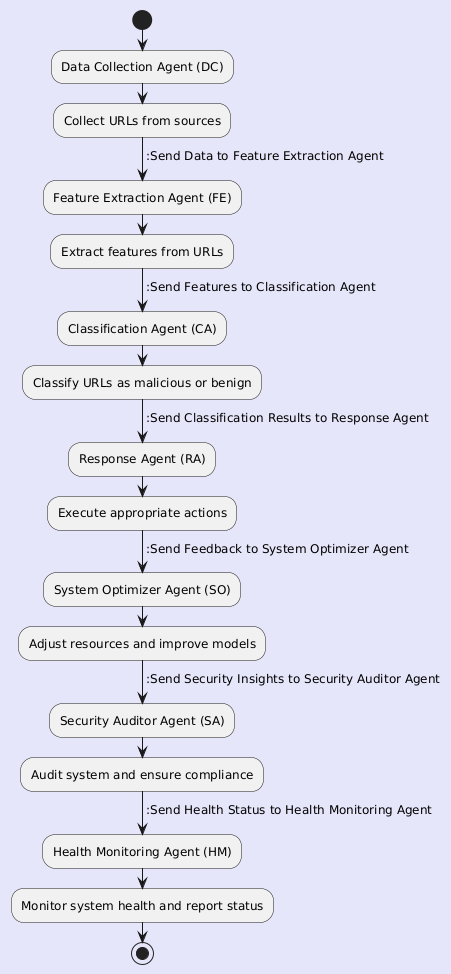 Data Collection Agent (DC)
Collect URLs from sources
:Send Data to Feature Extraction Agent
Feature Extraction Agent (FE)
Extract features from URLs
:Send Features to Classification Agent
Classification Agent (CA)
Classify URLs as malicious or benign
:Send Classification Results to Response Agent
Response Agent (RA)
Execute appropriate actions
:Send Feedback to System Optimizer Agent
System Optimizer Agent (SO)
Adjust resources and improve models
:Send Security Insights to Security Auditor Agent
Security Auditor Agent (SA)
Audit system and ensure compliance
:Send Health Status to Health Monitoring Agent
Health Monitoring Agent (HM)
Monitor system health and report status